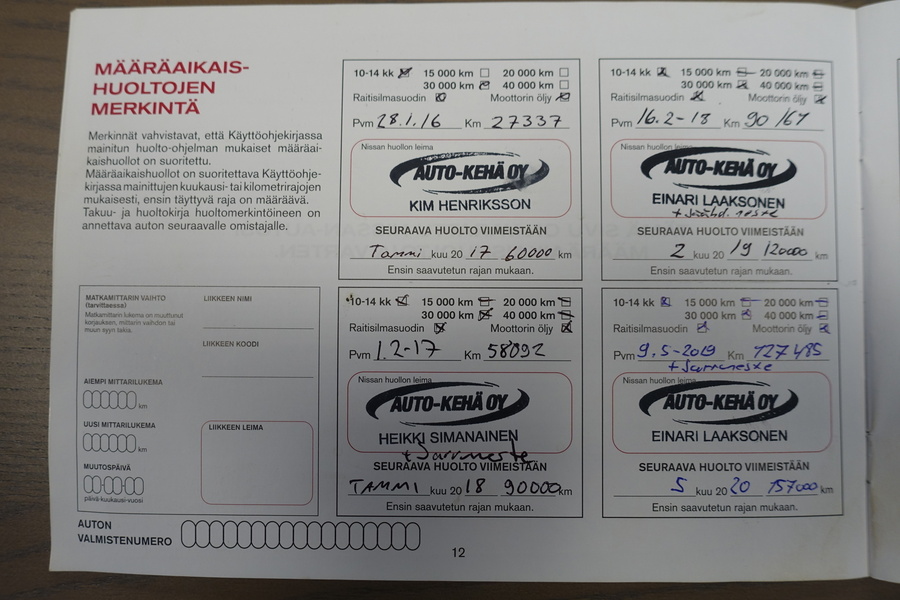 MÄÄRÄAIKAIS-
HUOLTOJEN
MERKINTÄ
Merkinnät vahvistavat, että Käyttöohjekirjassa
mainitun huolto-ohjelman mukaiset määräai-
kaishuollot on suoritettu.
Määräaikaishuollot on suoritettava Käyttöohje-
kirjassa mainittujen kuukausi- tai kilometrirajojen
mukaisesti, ensin täyttyvä raja on määräävä.
Takuu- ja huoltokirja huoltomerkintöineen on
annettava auton seuraavalle omistajalle.
MATKAMITTARIN VAIHTO
(tarvittaessa)
Matkamittarin lukema on muuttunut
korjauksen, mittarin vaihdon tai
muun syyn takia.
AIEMPI MITTARILUKEMA
km
UUSI MITTARILUKEMA
km
MUUTOSPÄIVÄ
päivä-kuukausi-vuosi
LIIKKEEN NIMI
LIIKKEEN KOODI
LIIKKEEN LEIMA
AUTON
VALMISTENUMERO
10-14 kk 15 000 km 20 000 km
30 000 km 40 000 km
Raitisilmasuodin Moottorin öljy
Pvm 28.1.16 Km 27337
Nissan huollon leima
AUTO-KEHÄ OY
KIM HENRIKSSON
SEURAAVA HUOLTO VIIMEISTÄÄN
Tammi kuu 20 17 60000 km
Ensin saavutetun rajan mukaan.
10-14 kk 15 000 km 20 000 km
30 000 km 40 000 km
Raitisilmasuodin Moottorin öljy
Pvm 1.2-17 Km 58092
Nissan huollon leima
AUTO-KEHÄ OY
HEIKKI SIMANAINEN
+ Jarruneste
SEURAAVA HUOLTO VIIMEISTÄÄN
TAMMI kuu 20 18 90000 km
Ensin saavutetun rajan mukaan.
10-14 kk 15 000 km 20 000 km
30 000 km 40 000 km
Raitisilmasuodin Moottorin öljy
Pvm 16.2-18 Km 90 167
Nissan huollon leima
AUTO-KEHÄ OY
EINARI LAAKSONEN
+ Jäähd. neste
SEURAAVA HUOLTO VIIMEISTÄÄN
2 kuu 20 19 120000 km
Ensin saavutetun rajan mukaan.
10-14 kk 15 000 km 20 000 km
30 000 km 40 000 km
Raitisilmasuodin Moottorin öljy
Pvm 9.5-2019 Km 127485
+ Jarruneste
Nissan huollon leima
AUTO-KEHÄ OY
EINARI LAAKSONEN
SEURAAVA HUOLTO VIIMEISTÄÄN
5 kuu 20 20 157000 km
Ensin saavutetun rajan mukaan.
12